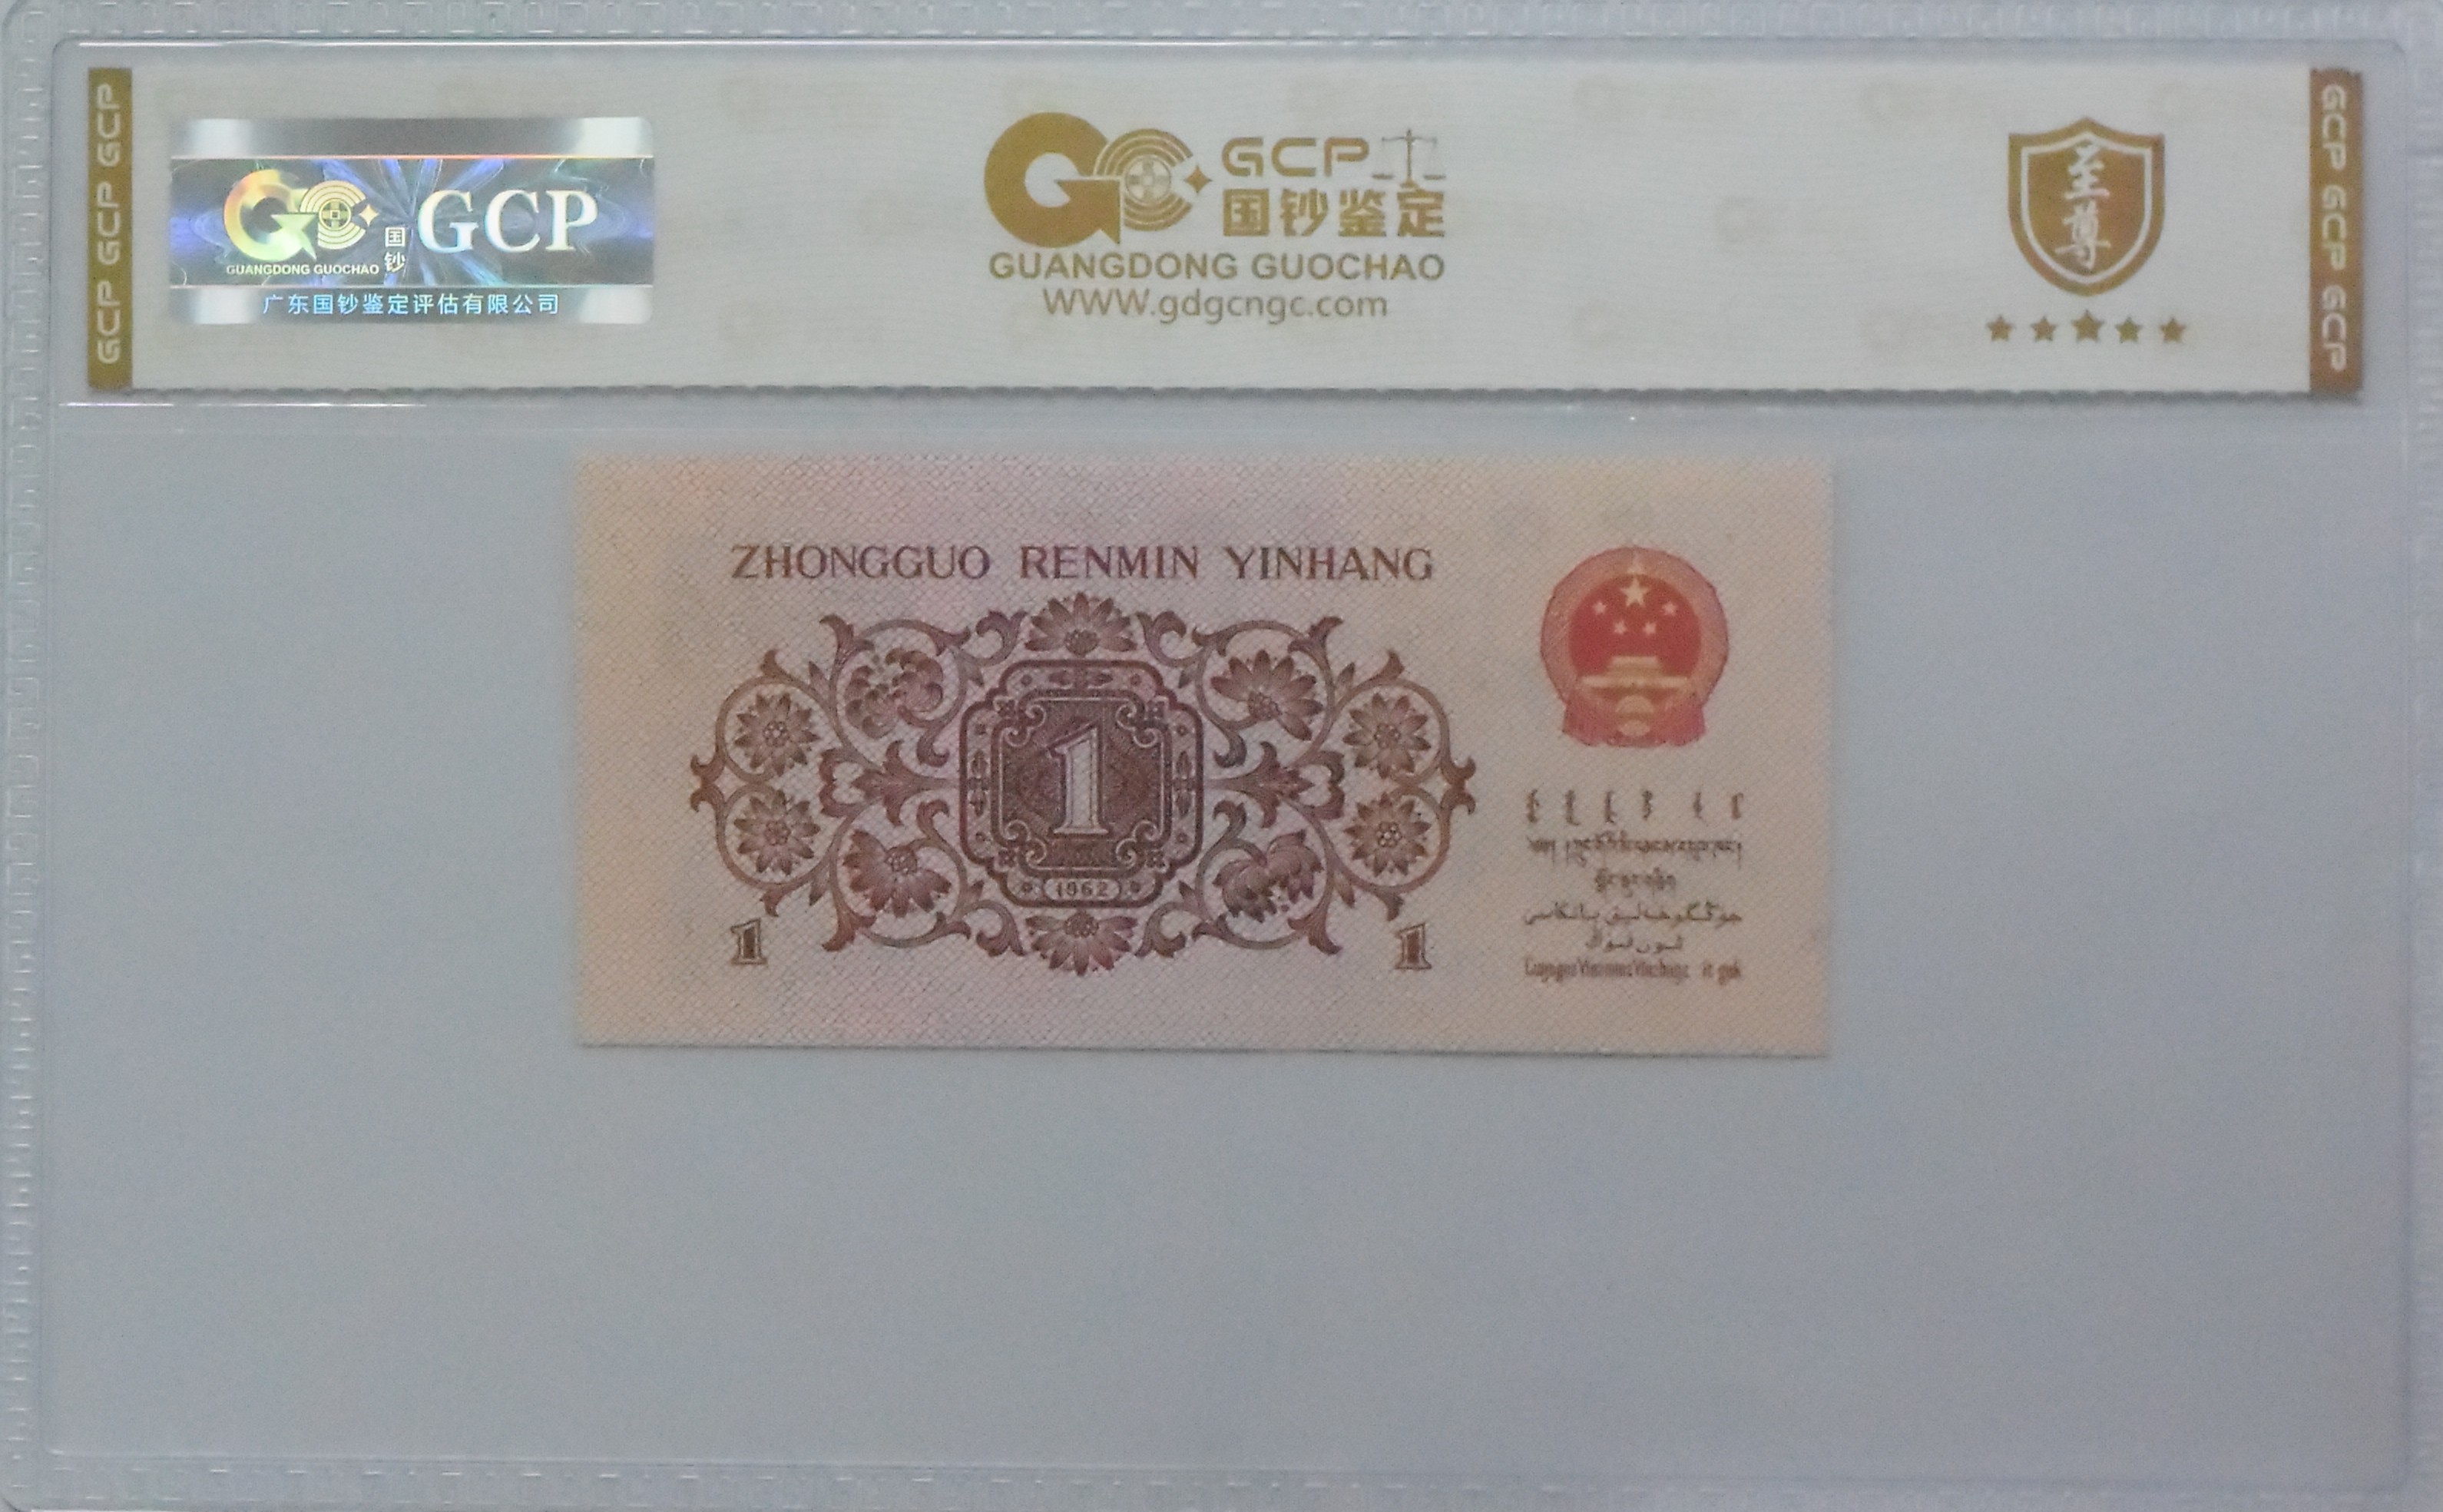 GCP GCP GCP
国钞
GCP
GUANGDONG GUOCHAO
广东国钞鉴定评估有限公司
GCP
国钞鉴定
GUANGDONG GUOCHAO
WWW.gdgcngc.com
至尊
GCP GCP GCP
ZHONGGUO RENMIN YINHANG
1
1962
1
1